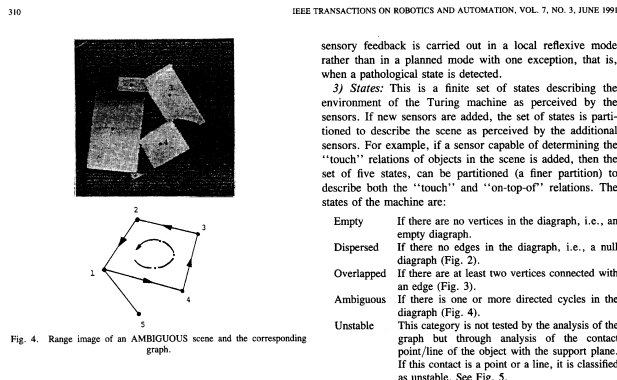 310
IEEE TRANSACTIONS ON ROBOTICS AND AUTOMATION, VOL. 7, NO. 3, JUNE 1991
3
2
3
1
4
5
Fig. 4. Range image of an AMBIGUOUS scene and the corresponding
graph.
sensory feedback is carried out in a local reflexive mode
rather than in a planned mode with one exception, that is,
when a pathological state is detected.
3) States: This is a finite set of states describing the
environment of the Turing machine as perceived by the
sensors. If new sensors are added, the set of states is parti-
tioned to describe the scene as perceived by the additional
sensors. For example, if a sensor capable of determining the
‘‘touch’’ relations of objects in the scene is added, then the
set of five states, can be partitioned (a finer partition) to
describe both the ‘‘touch’’ and ‘‘on-top-of’’ relations. The
states of the machine are:
Empty If there are no vertices in the diagram, i.e., an
empty diagram.
Dispersed If there no edges in the diagram, i.e., a null
diagram (Fig. 2).
Overlapped If there are at least two vertices connected with
an edge (Fig. 3).
Ambiguous If there is one or more directed cycles in the
diagram (Fig. 4).
Unstable This category is not tested by the analysis of the
graph but through analysis of the contact
point/line of the object with the support plane.
If this contact is a point or a line, it is classified
as unstable. See Fig. 5.